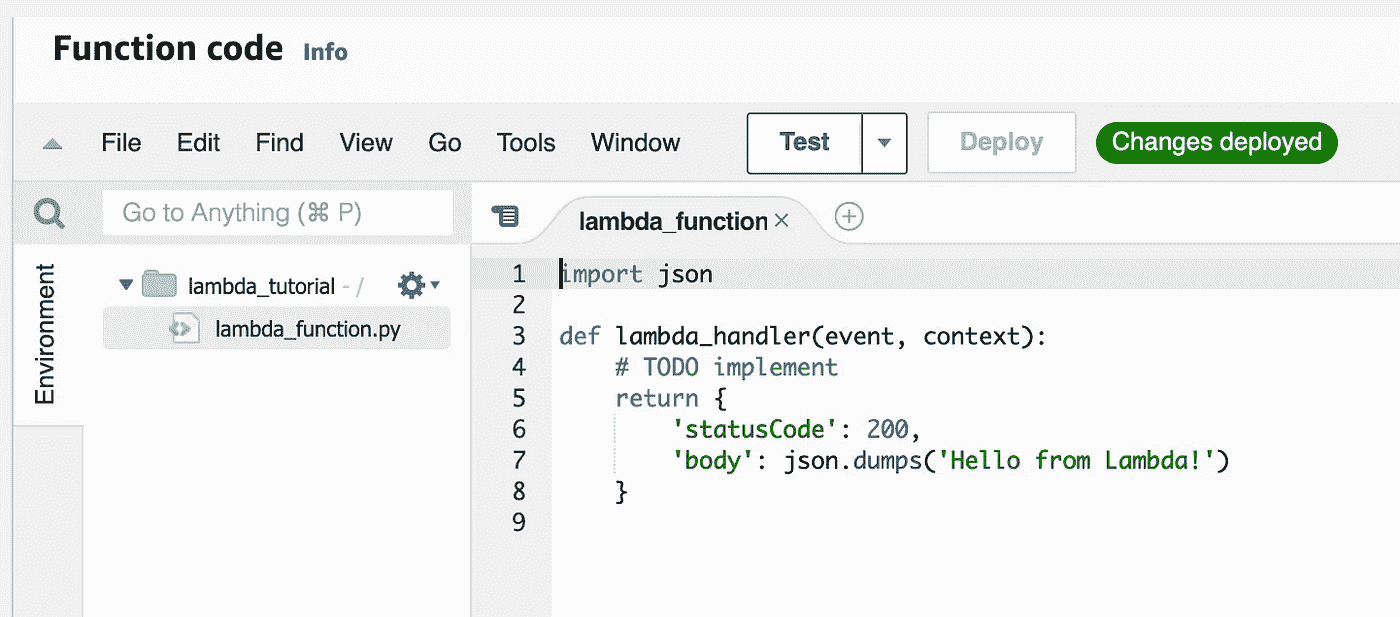 Function code Info
File Edit Find View Go Tools Window Test Deploy Changes deployed
Go to Anything (⌘ P)
lambda_function
Environment
lambda_tutorial - /
lambda_function.py
1 import json
2
3 def lambda_handler(event, context):
4     # TODO implement
5     return {
6         'statusCode': 200,
7         'body': json.dumps('Hello from Lambda!')
8     }
9